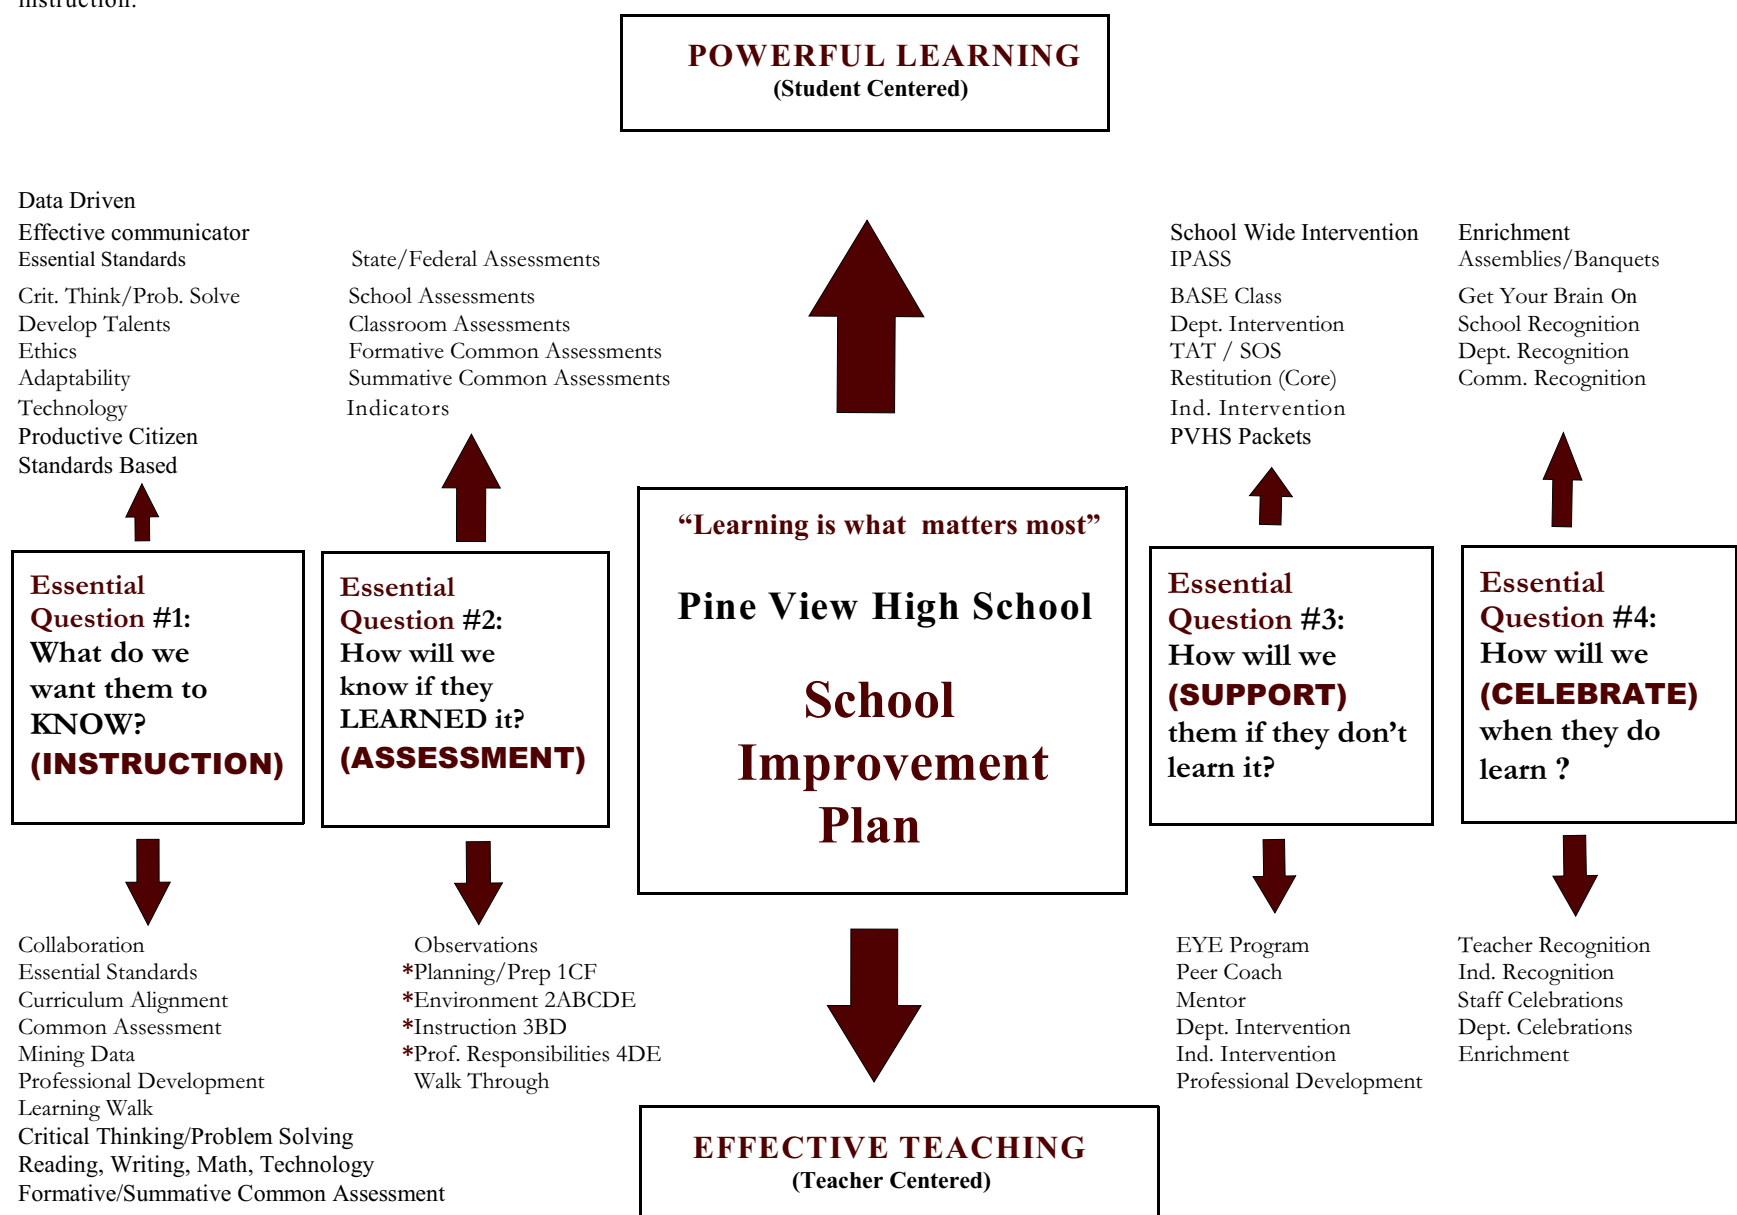 instruction.
POWERFUL LEARNING
(Student Centered)
Data Driven
Effective communicator
Essential Standards
Crit. Think/Prob. Solve
Develop Talents
Ethics
Adaptability
Technology
Productive Citizen
Standards Based
State/Federal Assessments
School Assessments
Classroom Assessments
Formative Common Assessments
Summative Common Assessments
Indicators
School Wide Intervention
IPASS
BASE Class
Dept. Intervention
TAT / SOS
Restitution (Core)
Ind. Intervention
PVHS Packets
Enrichment
Assemblies/Banquets
Get Your Brain On
School Recognition
Dept. Recognition
Comm. Recognition
Essential
Question #1:
What do we
want them to
KNOW?
(INSTRUCTION)
Essential
Question #2:
How will we
know if they
LEARNED it?
(ASSESSMENT)
“Learning is what matters most”
Pine View High School
School
Improvement
Plan
Essential
Question #3:
How will we
(SUPPORT)
them if they don’t
learn it?
Essential
Question #4:
How will we
(CELEBRATE)
when they do
learn ?
Collaboration
Essential Standards
Curriculum Alignment
Common Assessment
Mining Data
Professional Development
Learning Walk
Critical Thinking/Problem Solving
Reading, Writing, Math, Technology
Formative/Summative Common Assessment
Observations
*Planning/Prep 1CF
*Environment 2ABCDE
*Instruction 3BD
*Prof. Responsibilities 4DE
Walk Through
EYE Program
Peer Coach
Mentor
Dept. Intervention
Ind. Intervention
Professional Development
Teacher Recognition
Ind. Recognition
Staff Celebrations
Dept. Celebrations
Enrichment
EFFECTIVE TEACHING
(Teacher Centered)